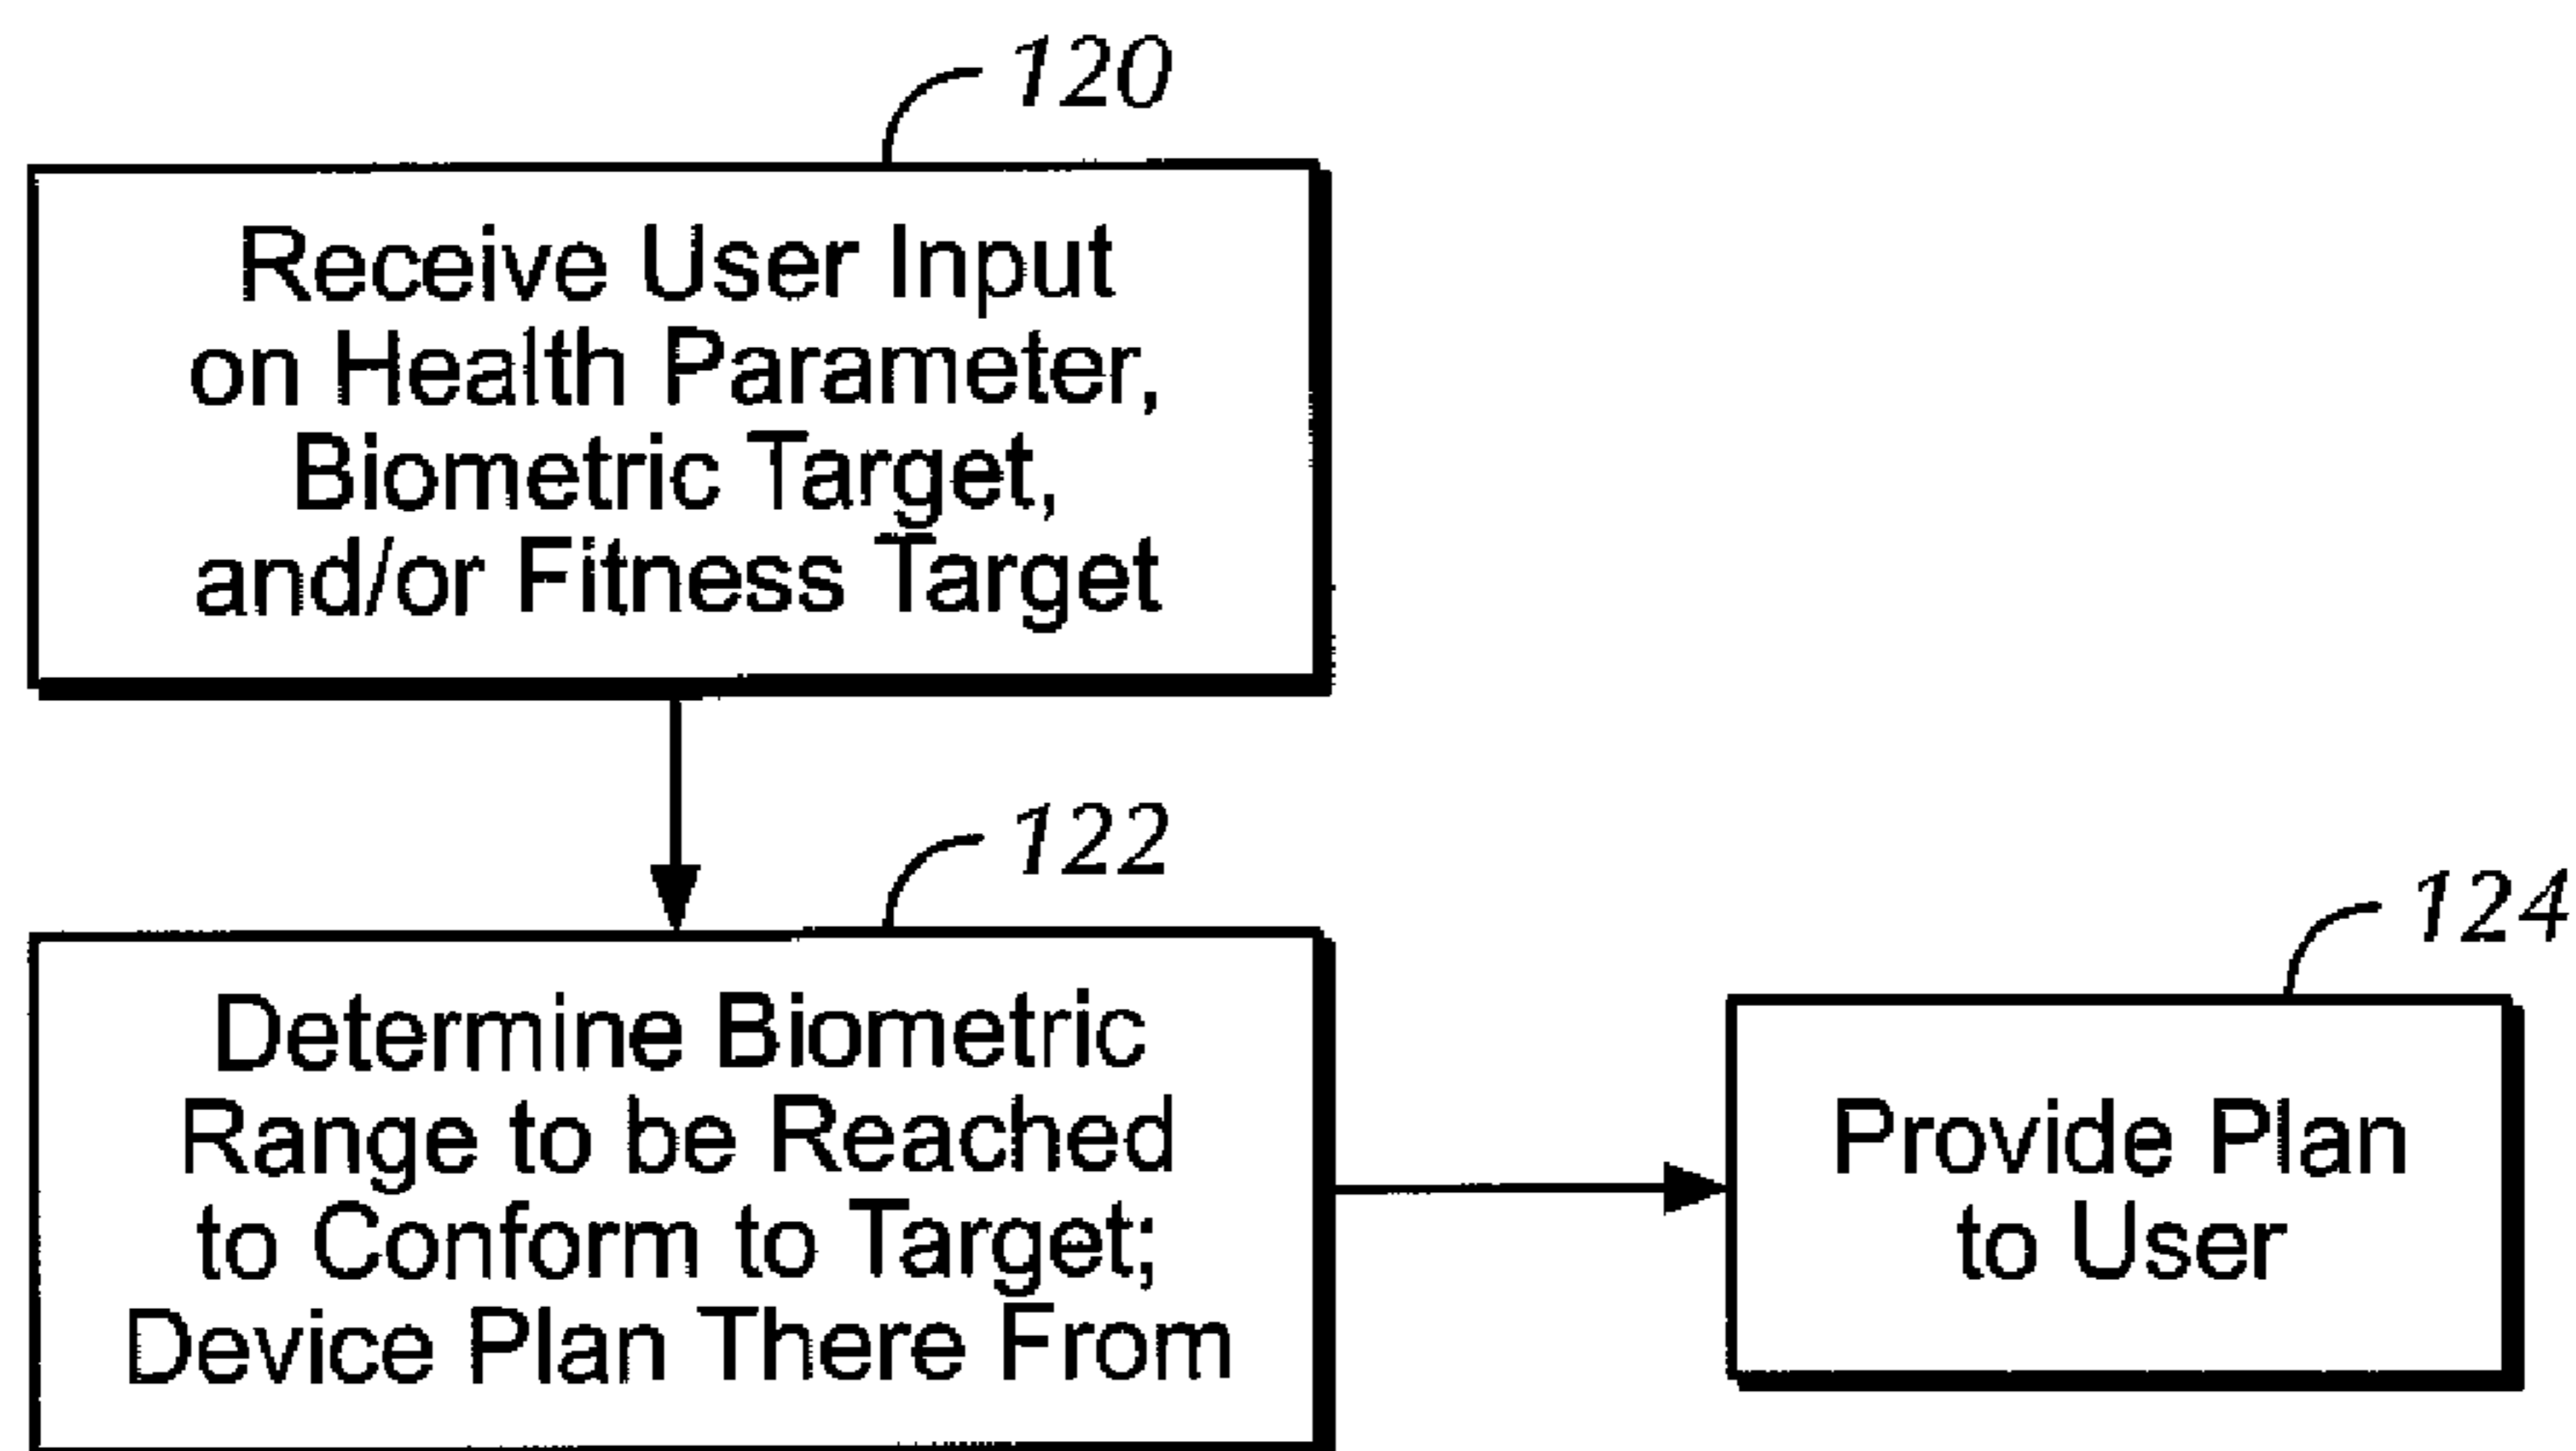 120
Receive User Input
on Health Parameter,
Biometric Target,
and/or Fitness Target
122
Determine Biometric
Range to be Reached
to Conform to Target;
Device Plan There From
124
Provide Plan
to User